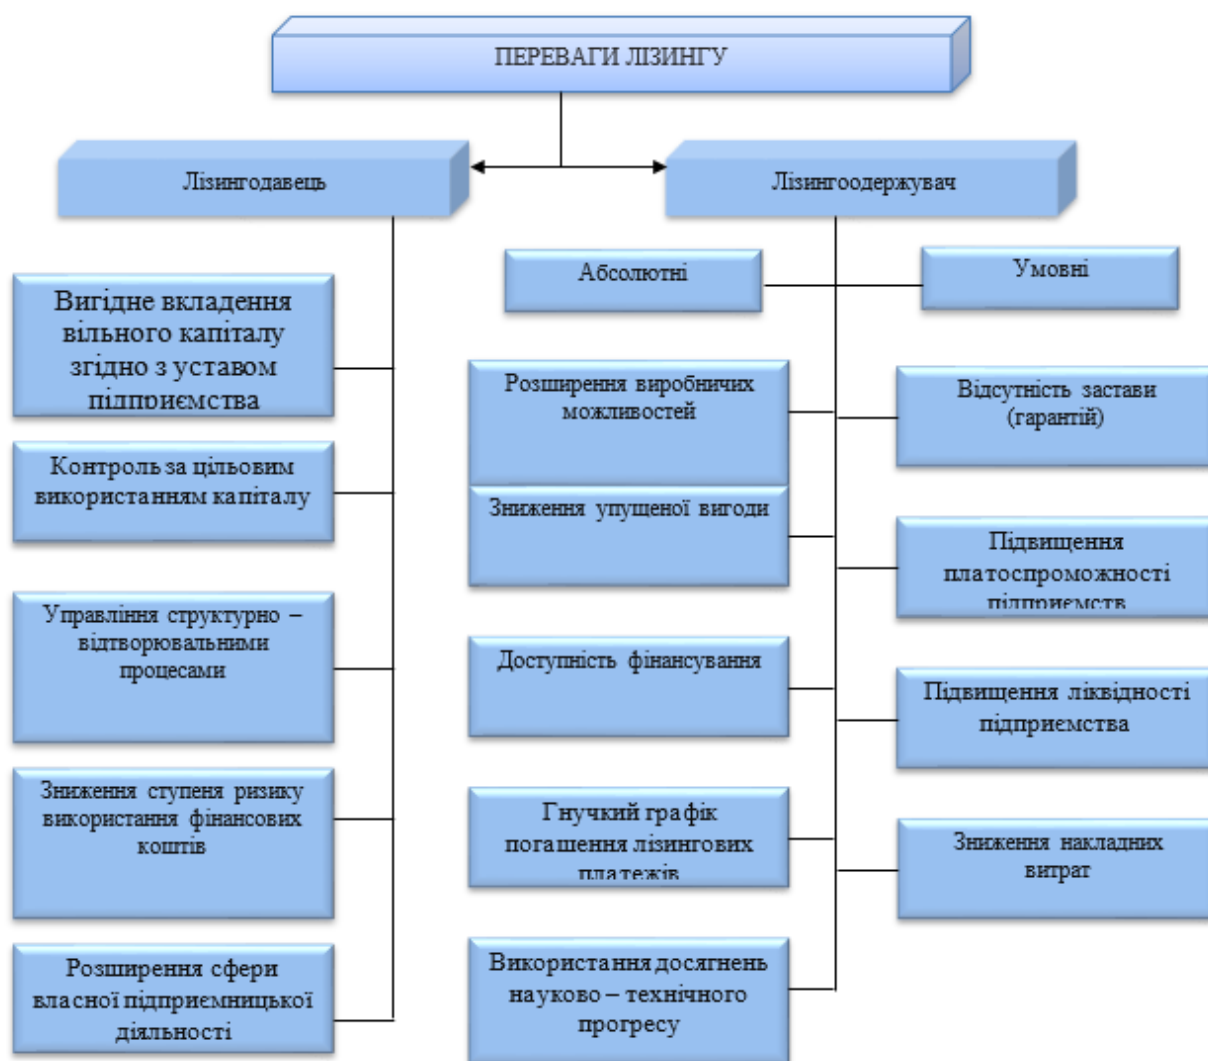 ПЕРЕВАГИ ЛІЗИНГУ
Лізингодавець
Лізингоодержувач
Вигідне вкладення
вільного капіталу
згідно з уставом
підприємства
Контроль за цільовим
використанням капіталу
Управління структурно –
відтворювальними
процесами
Зниження ступеня ризику
використання фінансових
коштів
Розширення сфери
власної підприємницької
діяльності
Абсолютні
Розширення виробничих
можливостей
Зниження упущеної вигоди
Доступність фінансування
Гнучкий графік
погашення лізингових
платежів
Використання досягнень
науково – технічного
прогресу
Умовні
Відсутність застави
(гарантій)
Підвищення
платоспроможності
підприємств
Підвищення ліквідності
підприємства
Зниження накладних
витрат